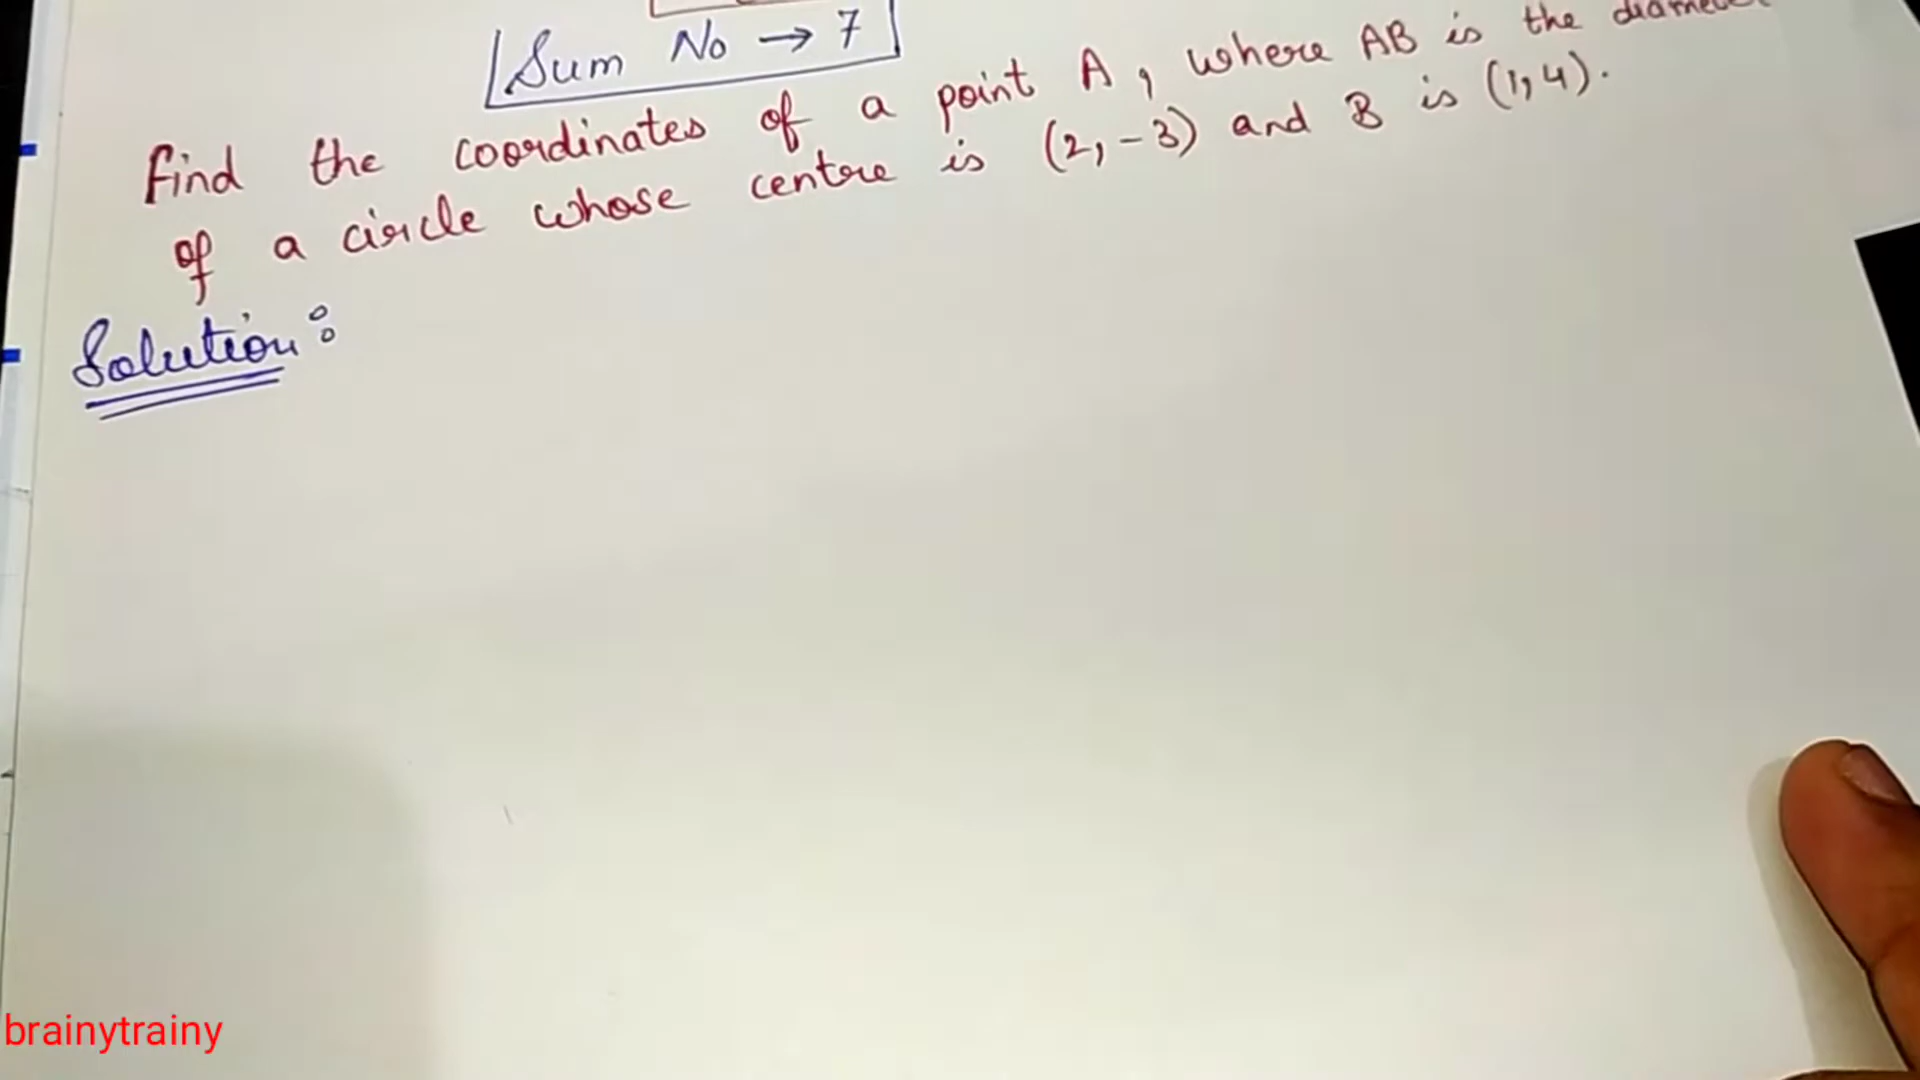 Sum No → 7
Find the coordinates of a point A, where AB is the diameter
of a circle whose centre is (2, -3) and B is (1, 4).
Solution:
brainytrainy